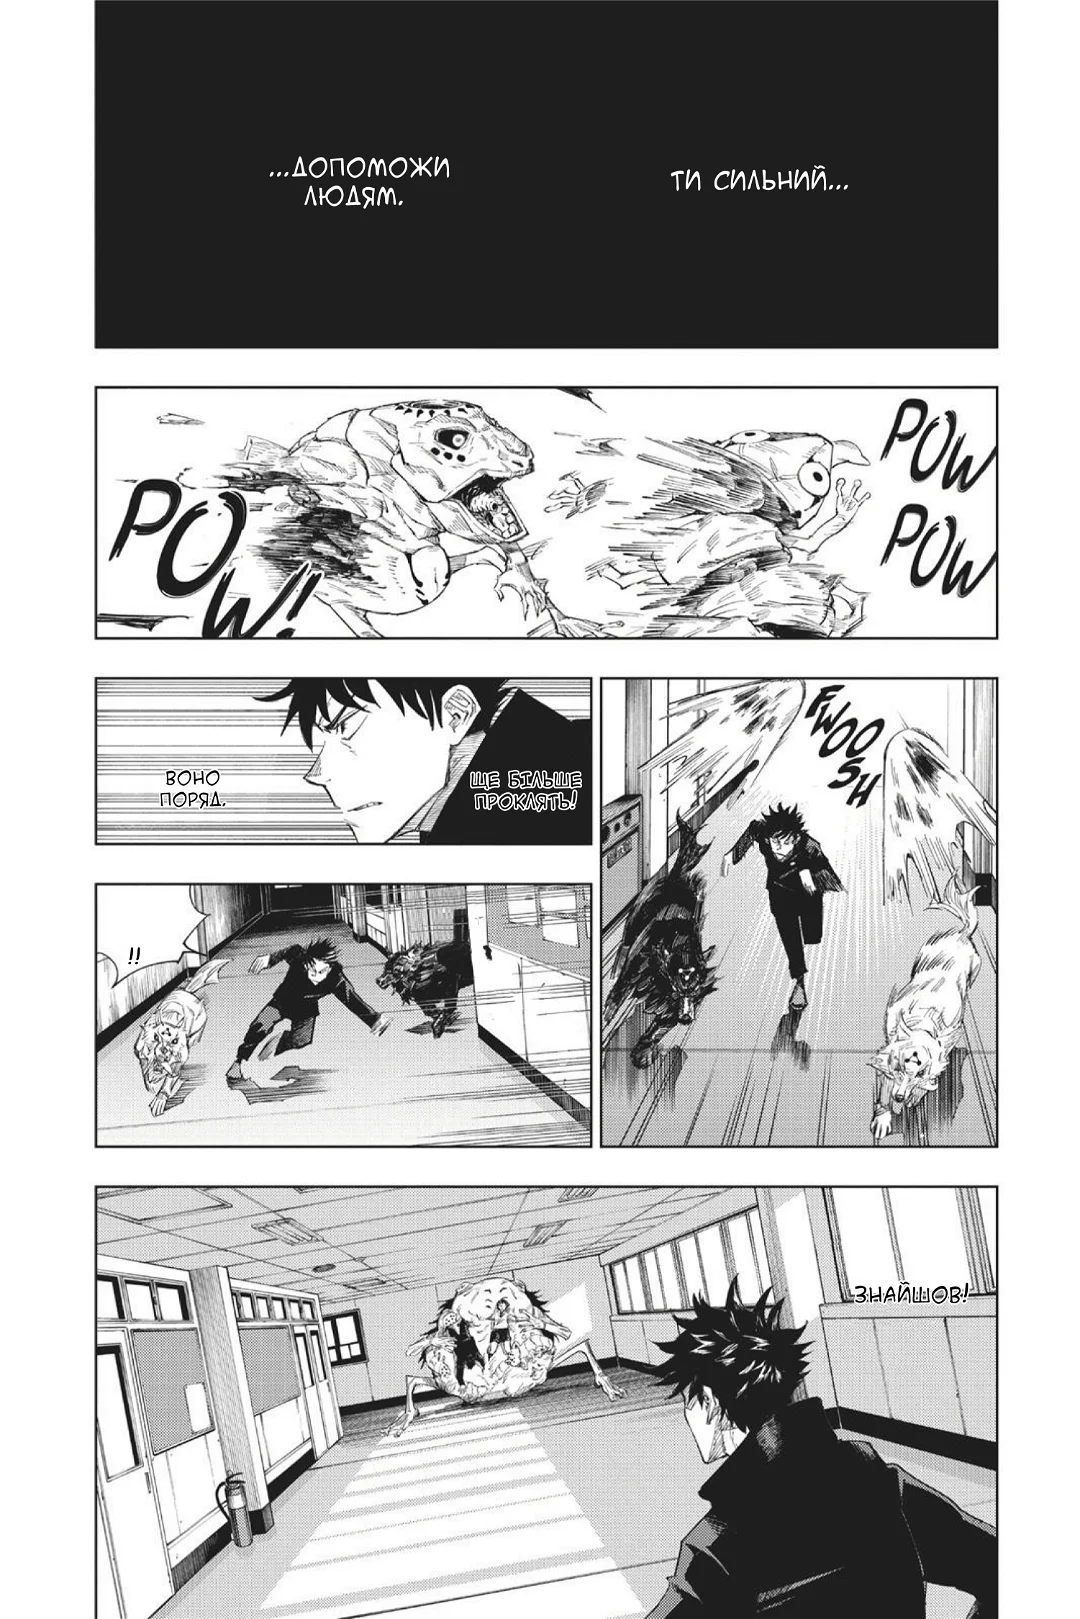 ТИ СИЛЬНИЙ...
...ДОПОМОЖИ
ЛЮДЯМ.
POW
POW
POW!
ЩЕ БІЛЬШЕ
ПРОКЛЯТЬ!
ВОНО
ПОРЯД.
FWOOSH
!!
ЗНАЙШОВ!